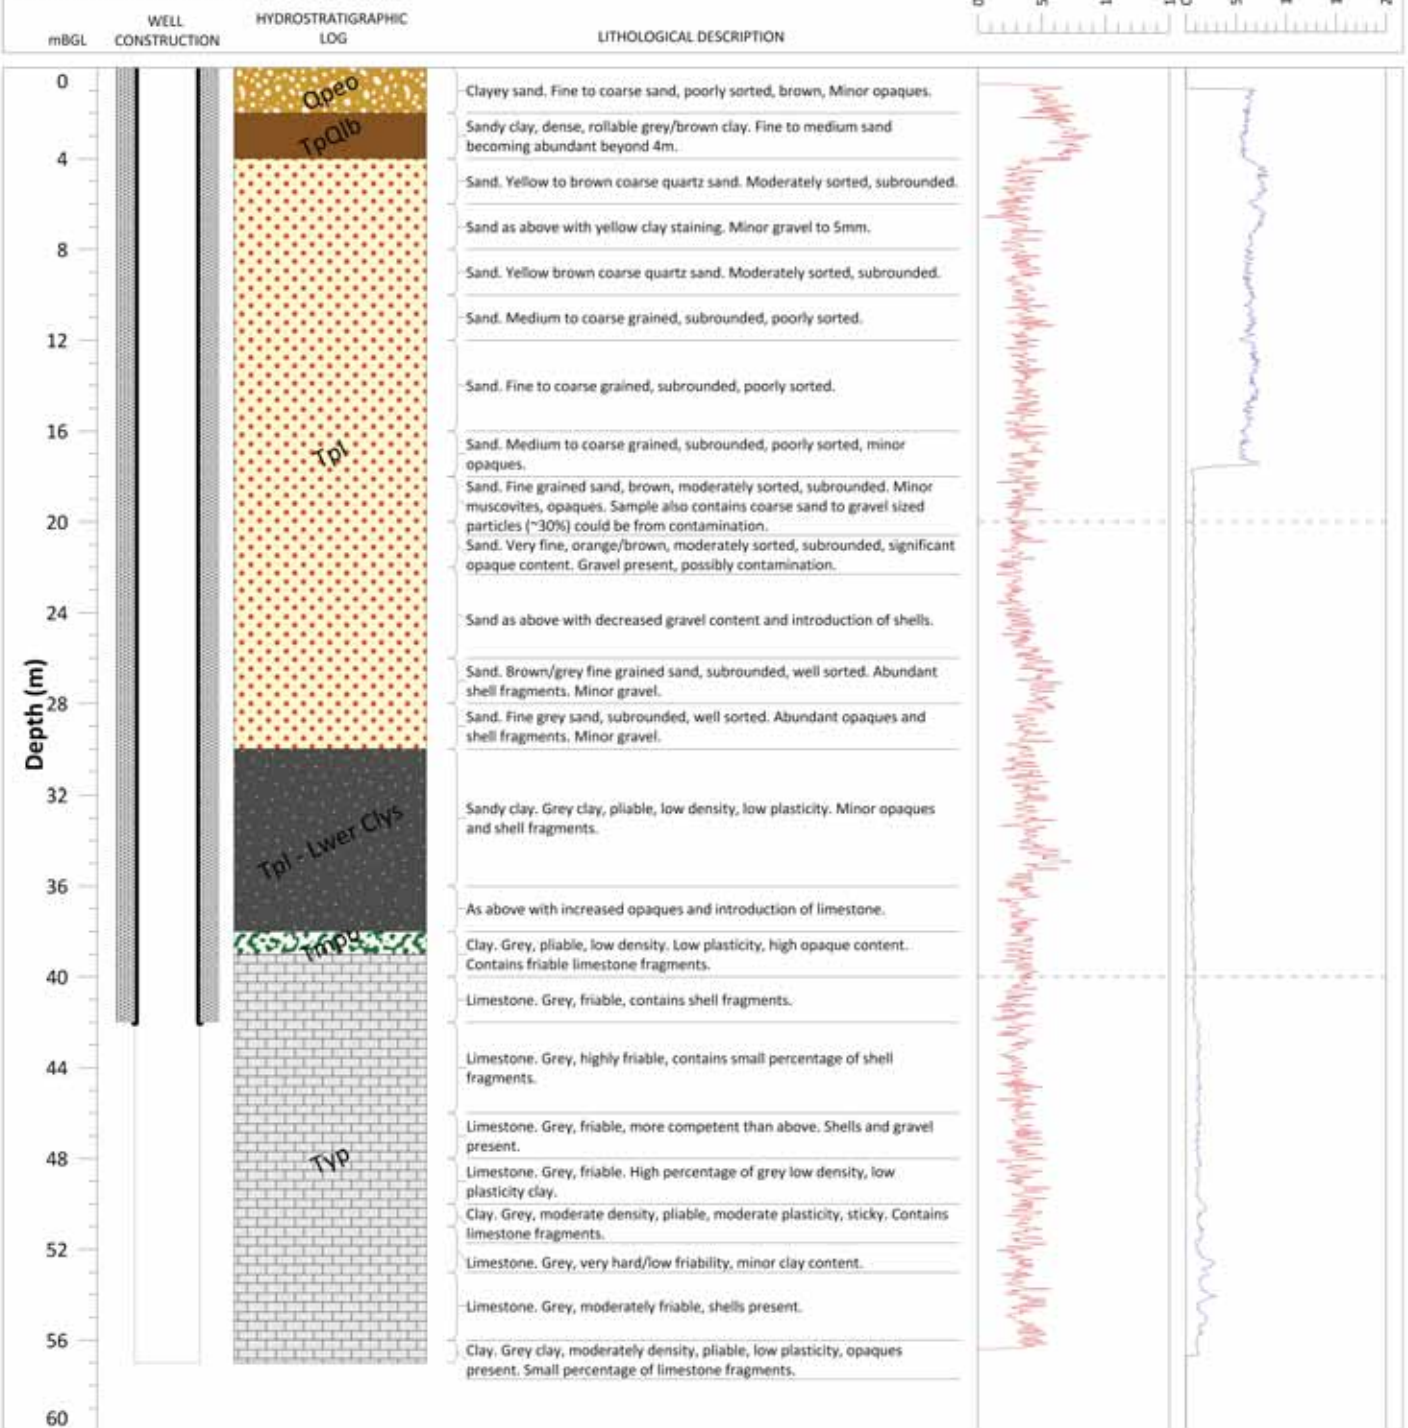 mBGL
WELL
CONSTRUCTION
HYDROSTRATIGRAPHIC
LOG
LITHOLOGICAL DESCRIPTION
0
Qpeo
Clayey sand. Fine to coarse sand, poorly sorted, brown, Minor opaques.
TpQlb
Sandy clay, dense, rollable grey/brown clay. Fine to medium sand
becoming abundant beyond 4m.
4
Sand. Yellow to brown coarse quartz sand. Moderately sorted, subrounded.
Sand as above with yellow clay staining. Minor gravel to 5mm.
8
Sand. Yellow brown coarse quartz sand. Moderately sorted, subrounded.
Sand. Medium to coarse grained, subrounded, poorly sorted.
12
Sand. Fine to coarse grained, subrounded, poorly sorted.
16
Tpl
Sand. Medium to coarse grained, subrounded, poorly sorted, minor
opaques.
Sand. Fine grained sand, brown, moderately sorted, subrounded. Minor
muscovites, opaques. Sample also contains coarse sand to gravel sized
particles (~30%) could be from contamination.
20
Sand. Very fine, orange/brown, moderately sorted, subrounded, significant
opaque content. Gravel present, possibly contamination.
24
Sand as above with decreased gravel content and introduction of shells.
Depth (m)
Sand. Brown/grey fine grained sand, subrounded, well sorted. Abundant
shell fragments. Minor gravel.
28
Sand. Fine grey sand, subrounded, well sorted. Abundant opaques and
shell fragments. Minor gravel.
32
Tpl - Lwer Clys
Sandy clay. Grey clay, pliable, low density, low plasticity. Minor opaques
and shell fragments.
36
As above with increased opaques and introduction of limestone.
Clay. Grey, pliable, low density. Low plasticity, high opaque content.
Contains friable limestone fragments.
40
Limestone. Grey, friable, contains shell fragments.
44
Limestone. Grey, highly friable, contains small percentage of shell
fragments.
Limestone. Grey, friable, more competent than above. Shells and gravel
present.
48
Typ
Limestone. Grey, friable. High percentage of grey low density, low
plasticity clay.
Clay. Grey, moderate density, pliable, moderate plasticity, sticky. Contains
limestone fragments.
52
Limestone. Grey, very hard/low friability, minor clay content.
Limestone. Grey, moderately friable, shells present.
56
Clay. Grey clay, moderately density, pliable, low plasticity, opaques
present. Small percentage of limestone fragments.
60